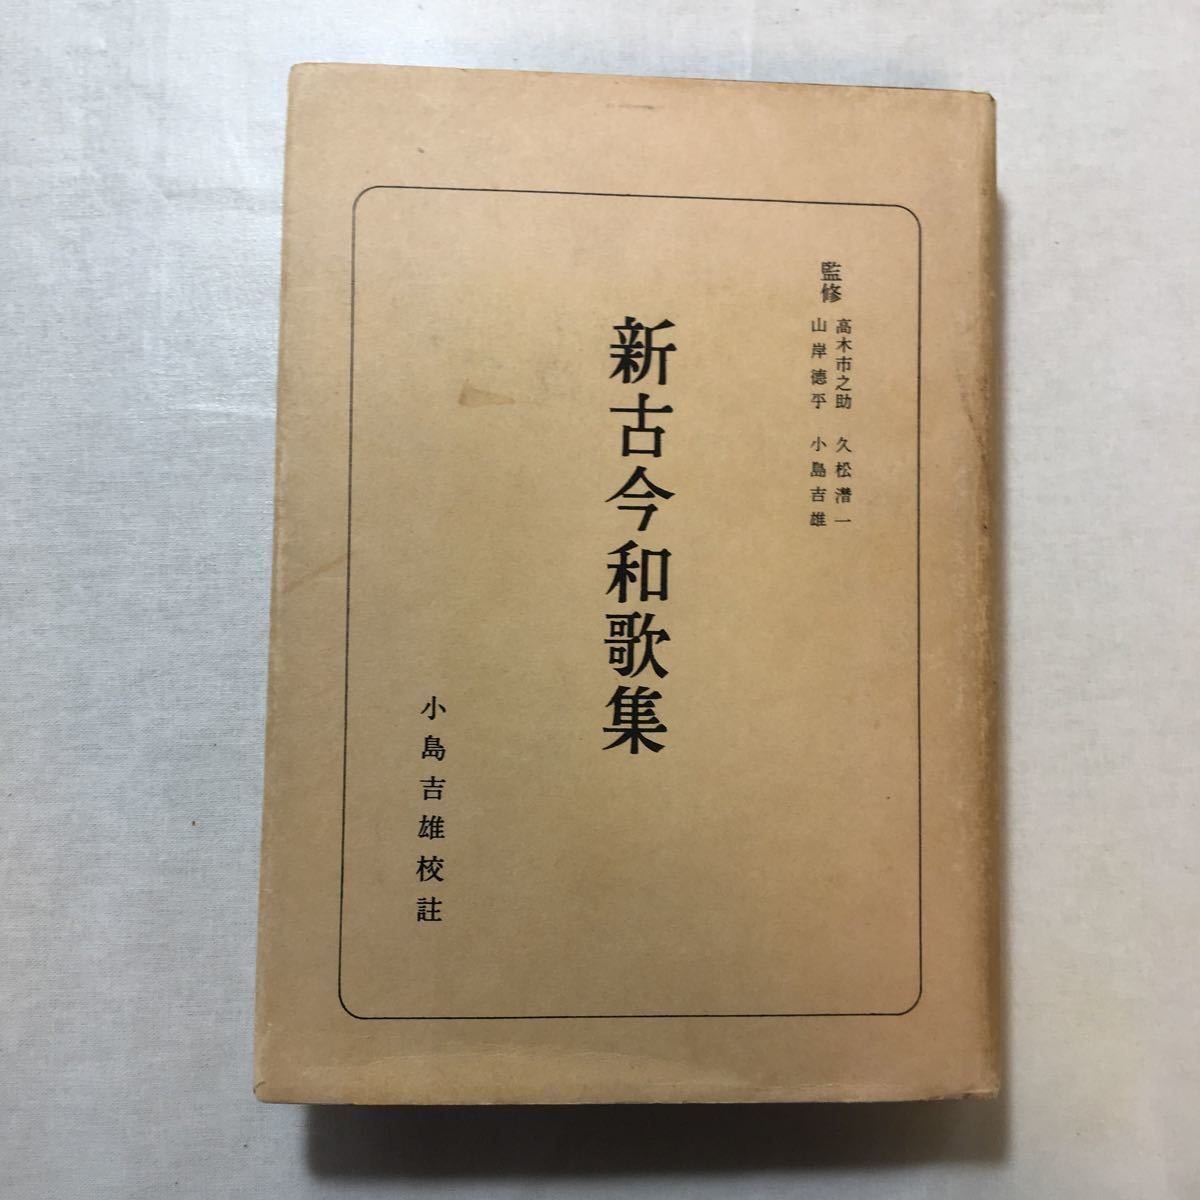 監修
高木市之助 久松潜一
山岸徳平 小島吉雄
新古今和歌集
小島吉雄校註